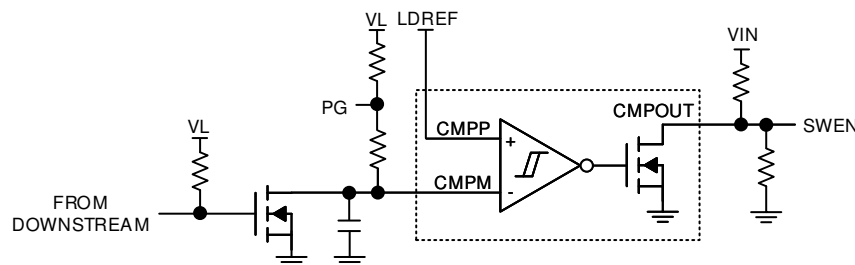 VL
LDREF
VIN
PG
CMPOUT
CMPP
+
SWEN
VL
CMPM
-
FROM
DOWNSTREAM